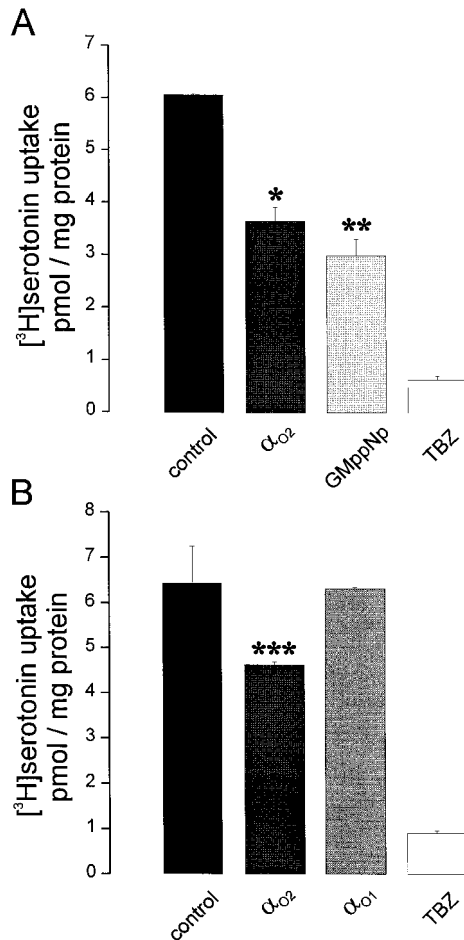 A
[³H]serotonin uptake
pmol / mg protein
7
6
5
4
3
2
1
0
*
**
control
αO2
GMppNp
TBZ
B
[³H]serotonin uptake
pmol / mg protein
8
7
6
5
4
3
2
1
0
***
control
αO2
αO1
TBZ